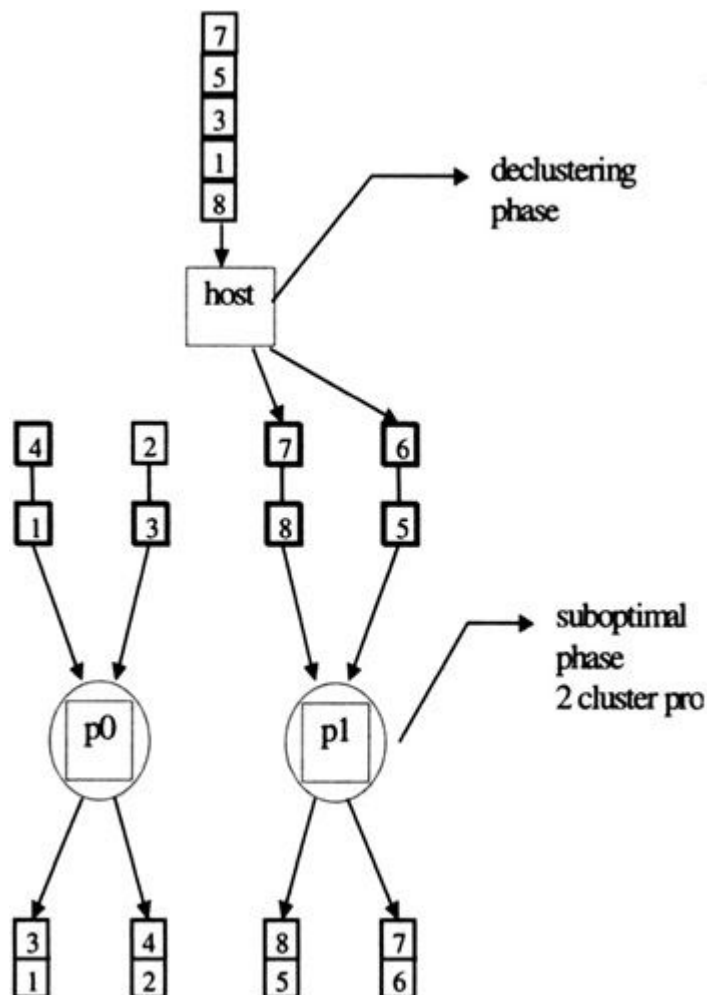 7
5
3
1
8
declustering
phase
host
4 2 7 6
1 3 8 5
suboptimal
phase
2 cluster pro
p0 p1
3 4 8 7
1 2 5 6